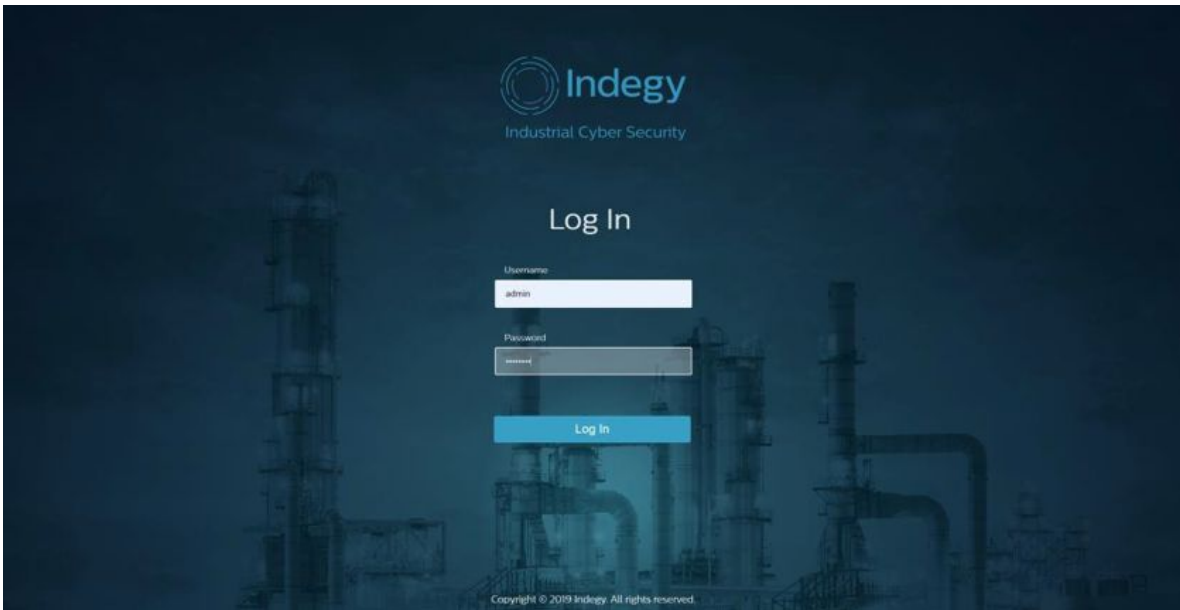 Indegy
Industrial Cyber Security
Log In
Username
admin
Password
Log In
Copyright © 2019 Indegy. All rights reserved.